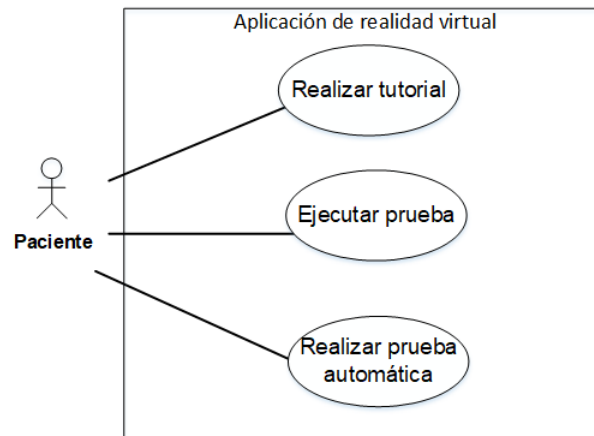 Aplicación de realidad virtual
Realizar tutorial
Ejecutar prueba
Paciente
Realizar prueba
automática